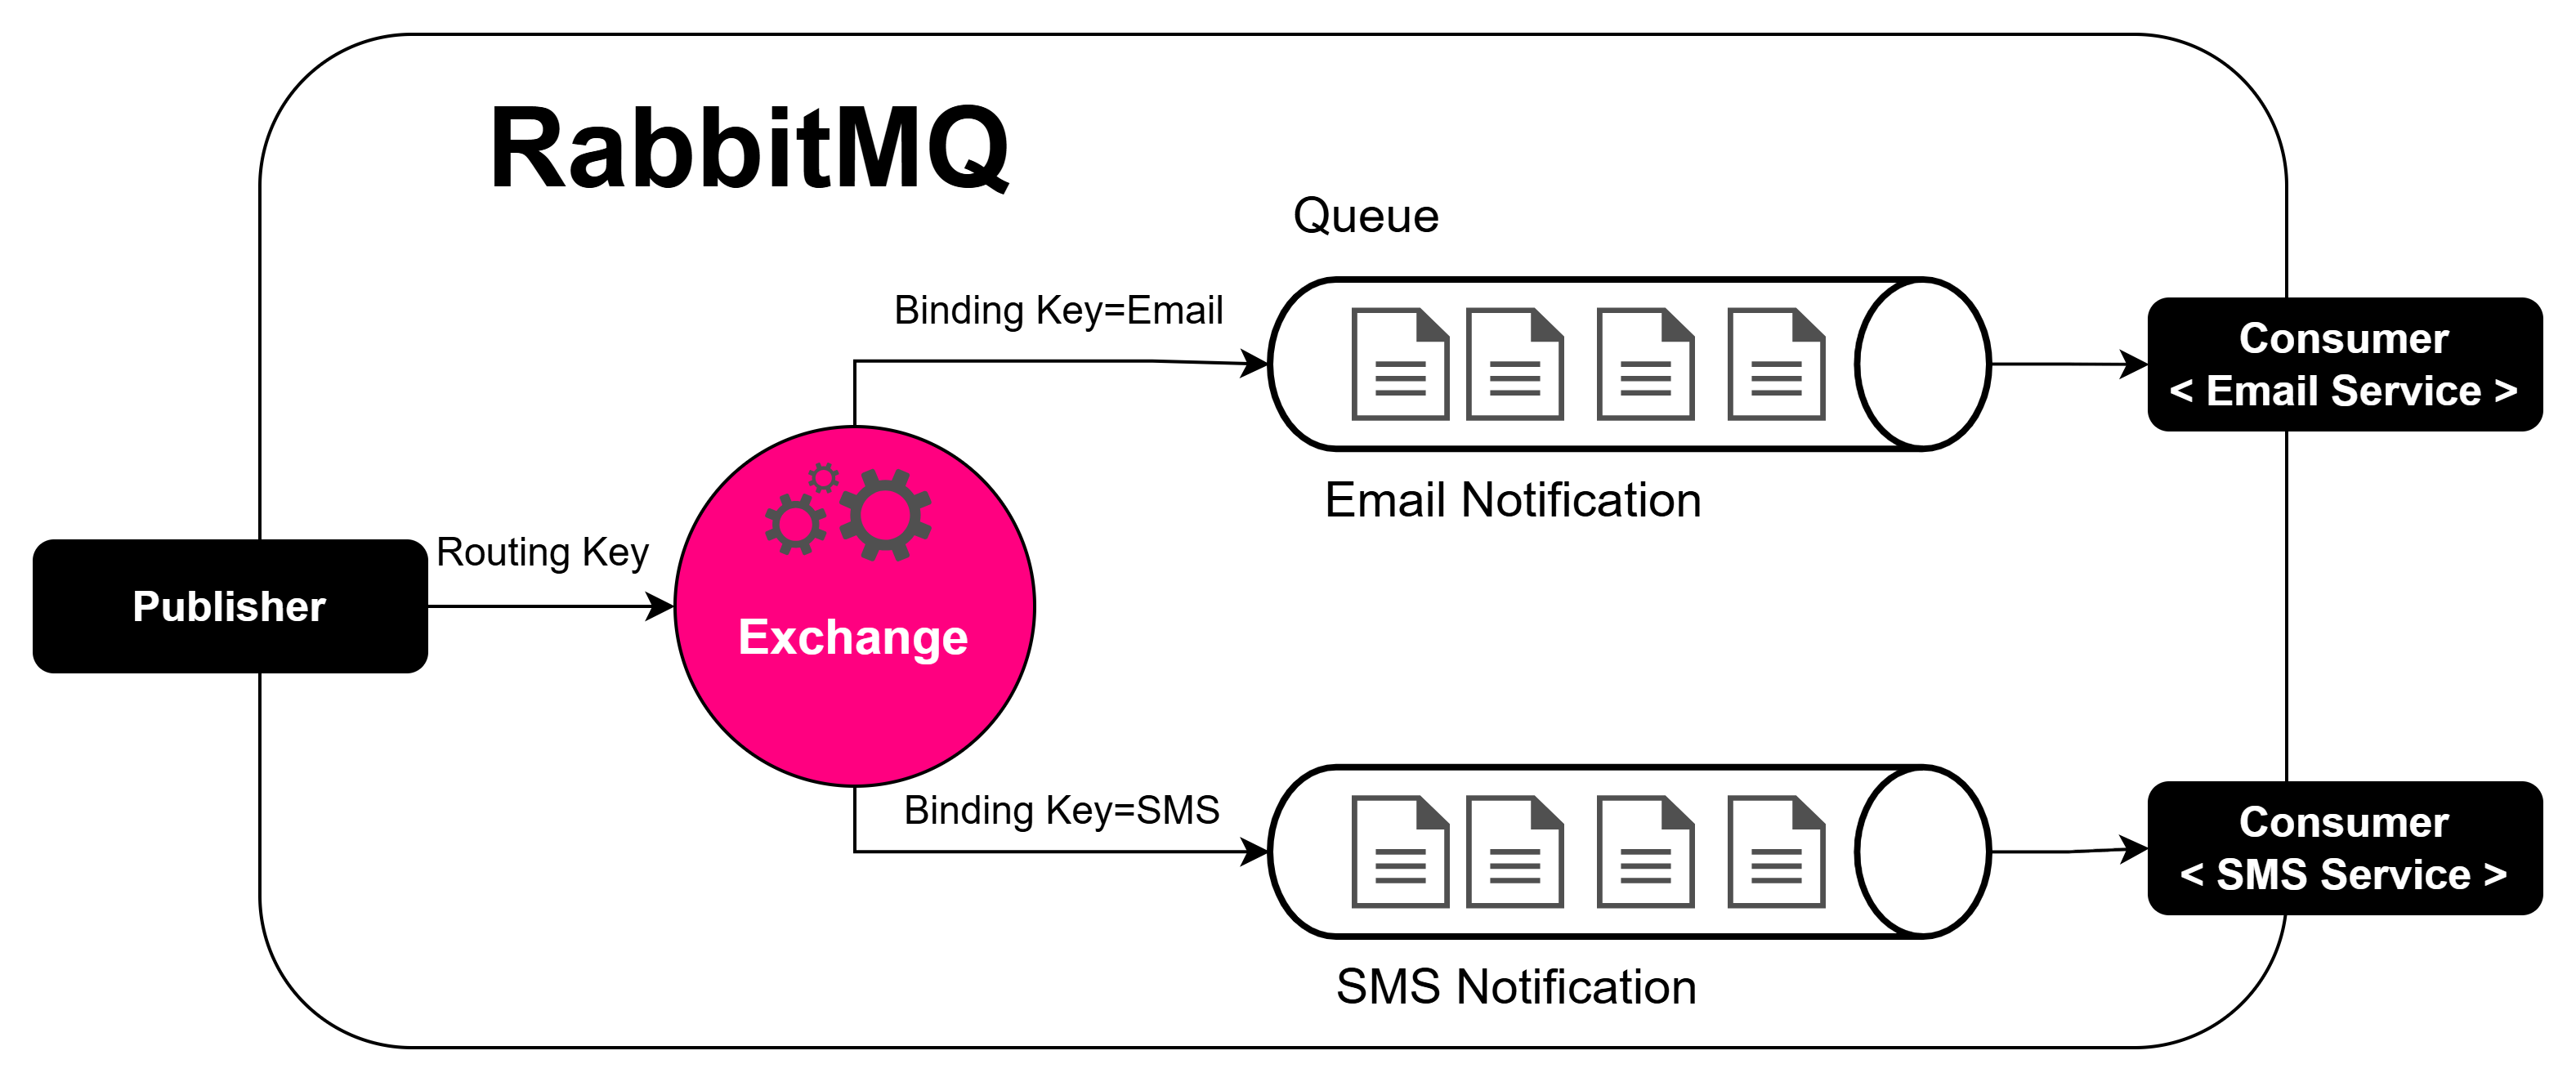 RabbitMQ
Queue
Binding Key=Email
Consumer
< Email Service >
Email Notification
Routing Key
Publisher
Exchange
Binding Key=SMS
Consumer
< SMS Service >
SMS Notification